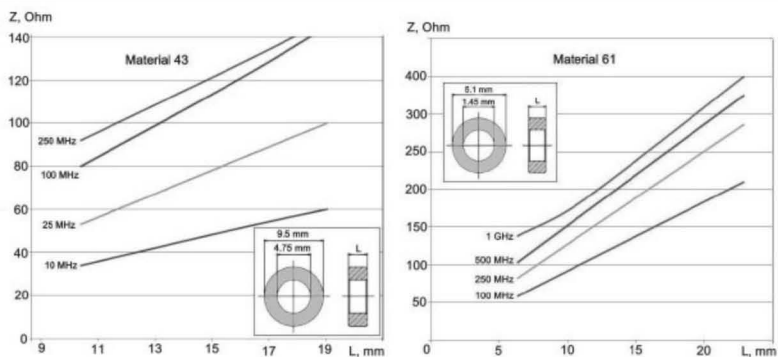 Z, Ohm
140
120
100
80
60
40
20
0
Material 43
250 MHz
100 MHz
25 MHz
10 MHz
9.5 mm
4.75 mm
L
9
11
13
15
17
19
L, mm
Z, Ohm
400
300
250
200
150
100
50
Material 61
5.1 mm
1.45 mm
L
1 GHz
500 MHz
250 MHz
100 MHz
0
5
10
15
20
L, mm